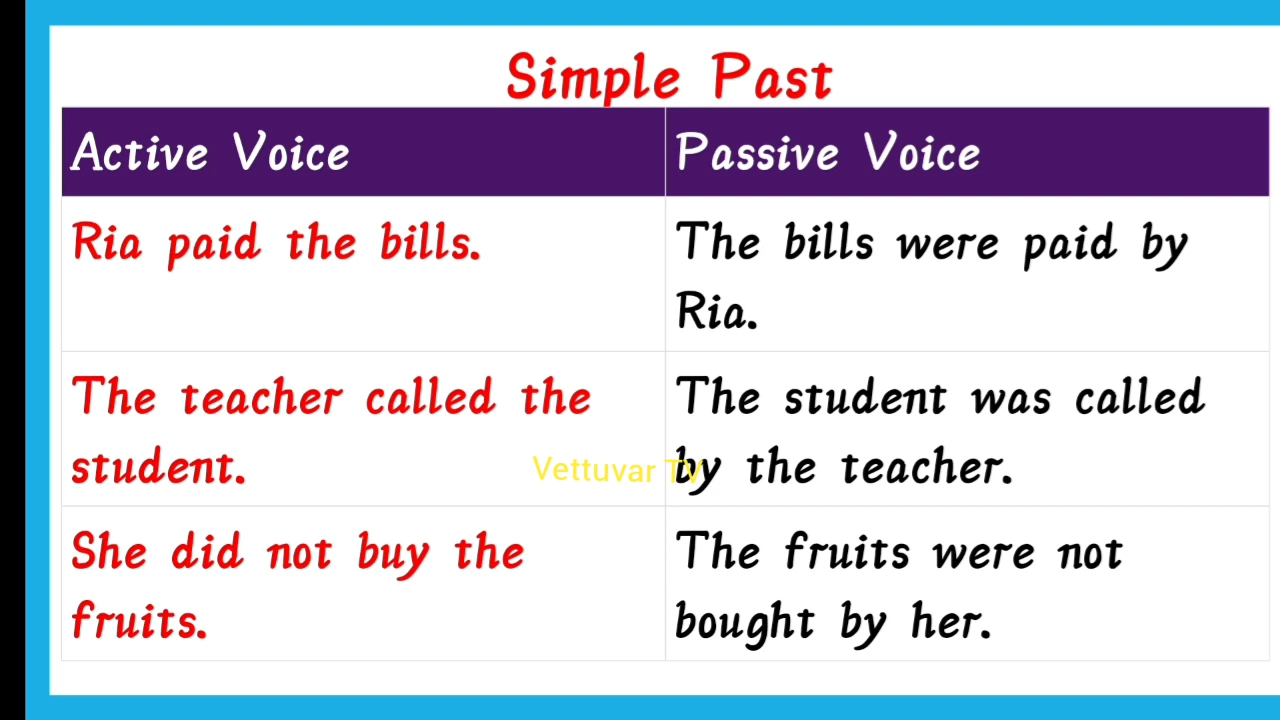 Simple Past
Active Voice
Passive Voice
Ria paid the bills.
The bills were paid by
Ria.
The teacher called the
student.
The student was called
by the teacher.
Vettuvar TV
She did not buy the
fruits.
The fruits were not
bought by her.